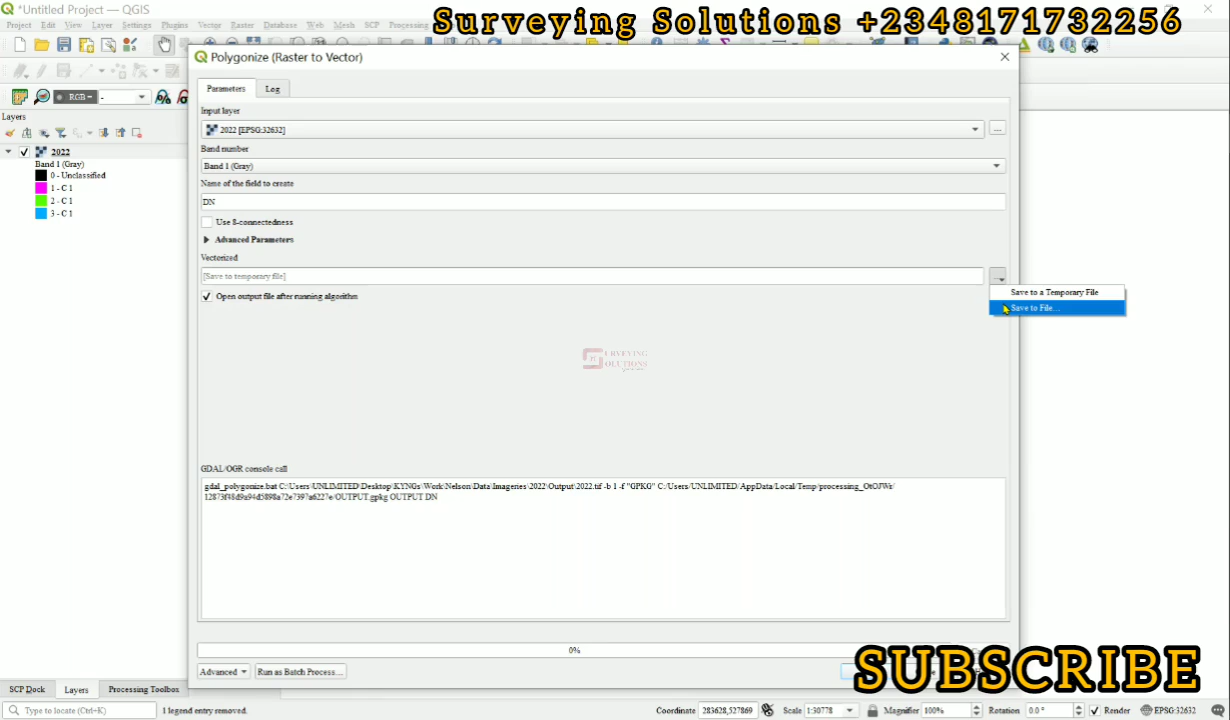 *Untitled Project — QGIS
Surveying Solutions +2348171732256
Project Edit View Layer Settings Plugins Vector Raster Database Web Mesh SCP Processing
Polygonize (Raster to Vector)
Parameters Log
Input layer
2022 [EPSG:32632]
...
RGB
-
Band number
Band 1 (Gray)
Name of the field to create
DN
Use 8-connectedness
Advanced Parameters
Vectorized
[Save to temporary file]
...
Save to a Temporary File
Save to File...
Open output file after running algorithm
Layers
2022
Band 1 (Gray)
0 - Unclassified
1 - C 1
2 - C 1
3 - C 1
GDAL/OGR console call
gdal_polygonize.bat C:\Users\UNLIMITED\Desktop\KYNGs\Work\Nelson\Data\Imageries\2022\Output\2022.tif -b 1 -f "GPKG" C:/Users/UNLIMITED/AppData/Local/Temp/
OUTPUT.gpkg OUTPUT DN
0%
Advanced Run as Batch Process...
SUBSCRIBE
SCP Dock Layers Processing Toolbox
Type to locate (Ctrl+K) 1 legend entry removed. Coordinate 283628,527869 Scale 1:30778 Magnifier 100% Rotation 0.0 ° Render EPSG:32632